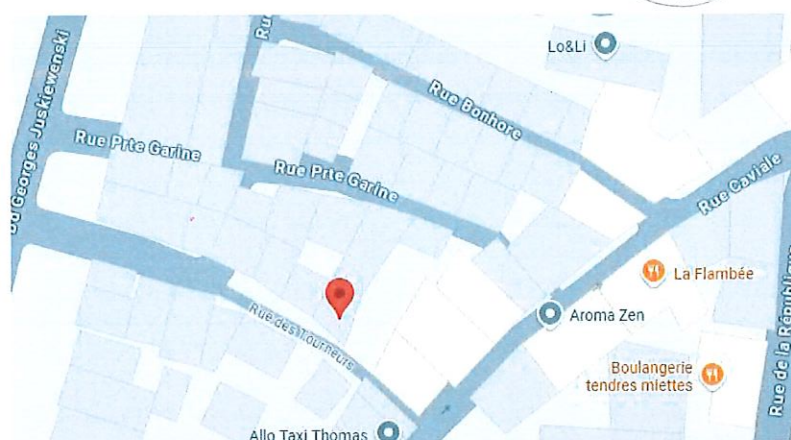 Lo&Li
Rue Bonhore
Bd Georges Juskiewenski
Rue Prte Garine
Rue Prte Garine
Rue Caviale
La Flambée
Aroma Zen
Rue des Tourneurs
Boulangerie
tendres miettes
Rue de la République
Allo Taxi Thomas